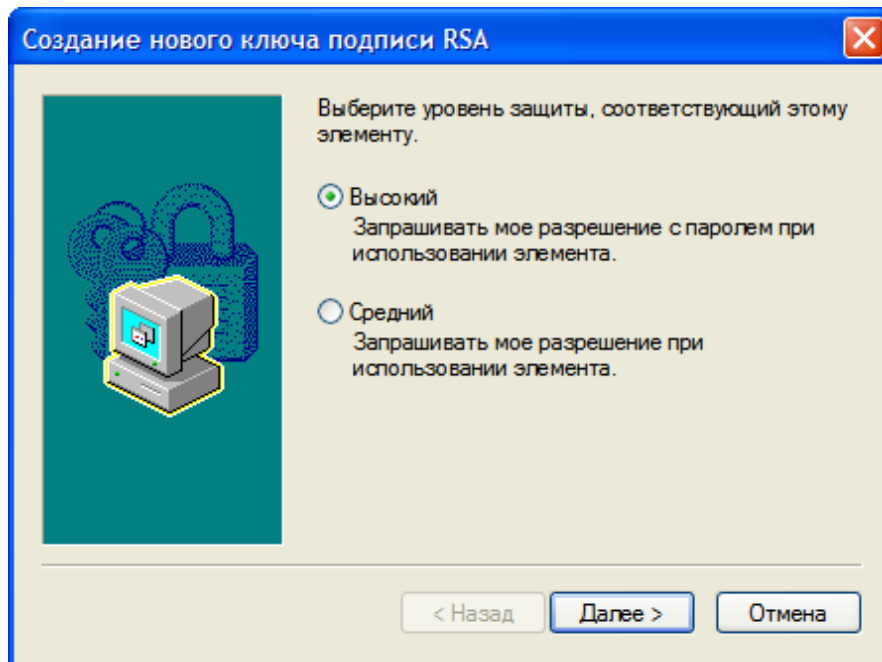 Создание нового ключа подписи RSA
Выберите уровень защиты, соответствующий этому
элементу.
Высокий
Запрашивать мое разрешение с паролем при
использовании элемента.
Средний
Запрашивать мое разрешение при
использовании элемента.
< Назад
Далее >
Отмена